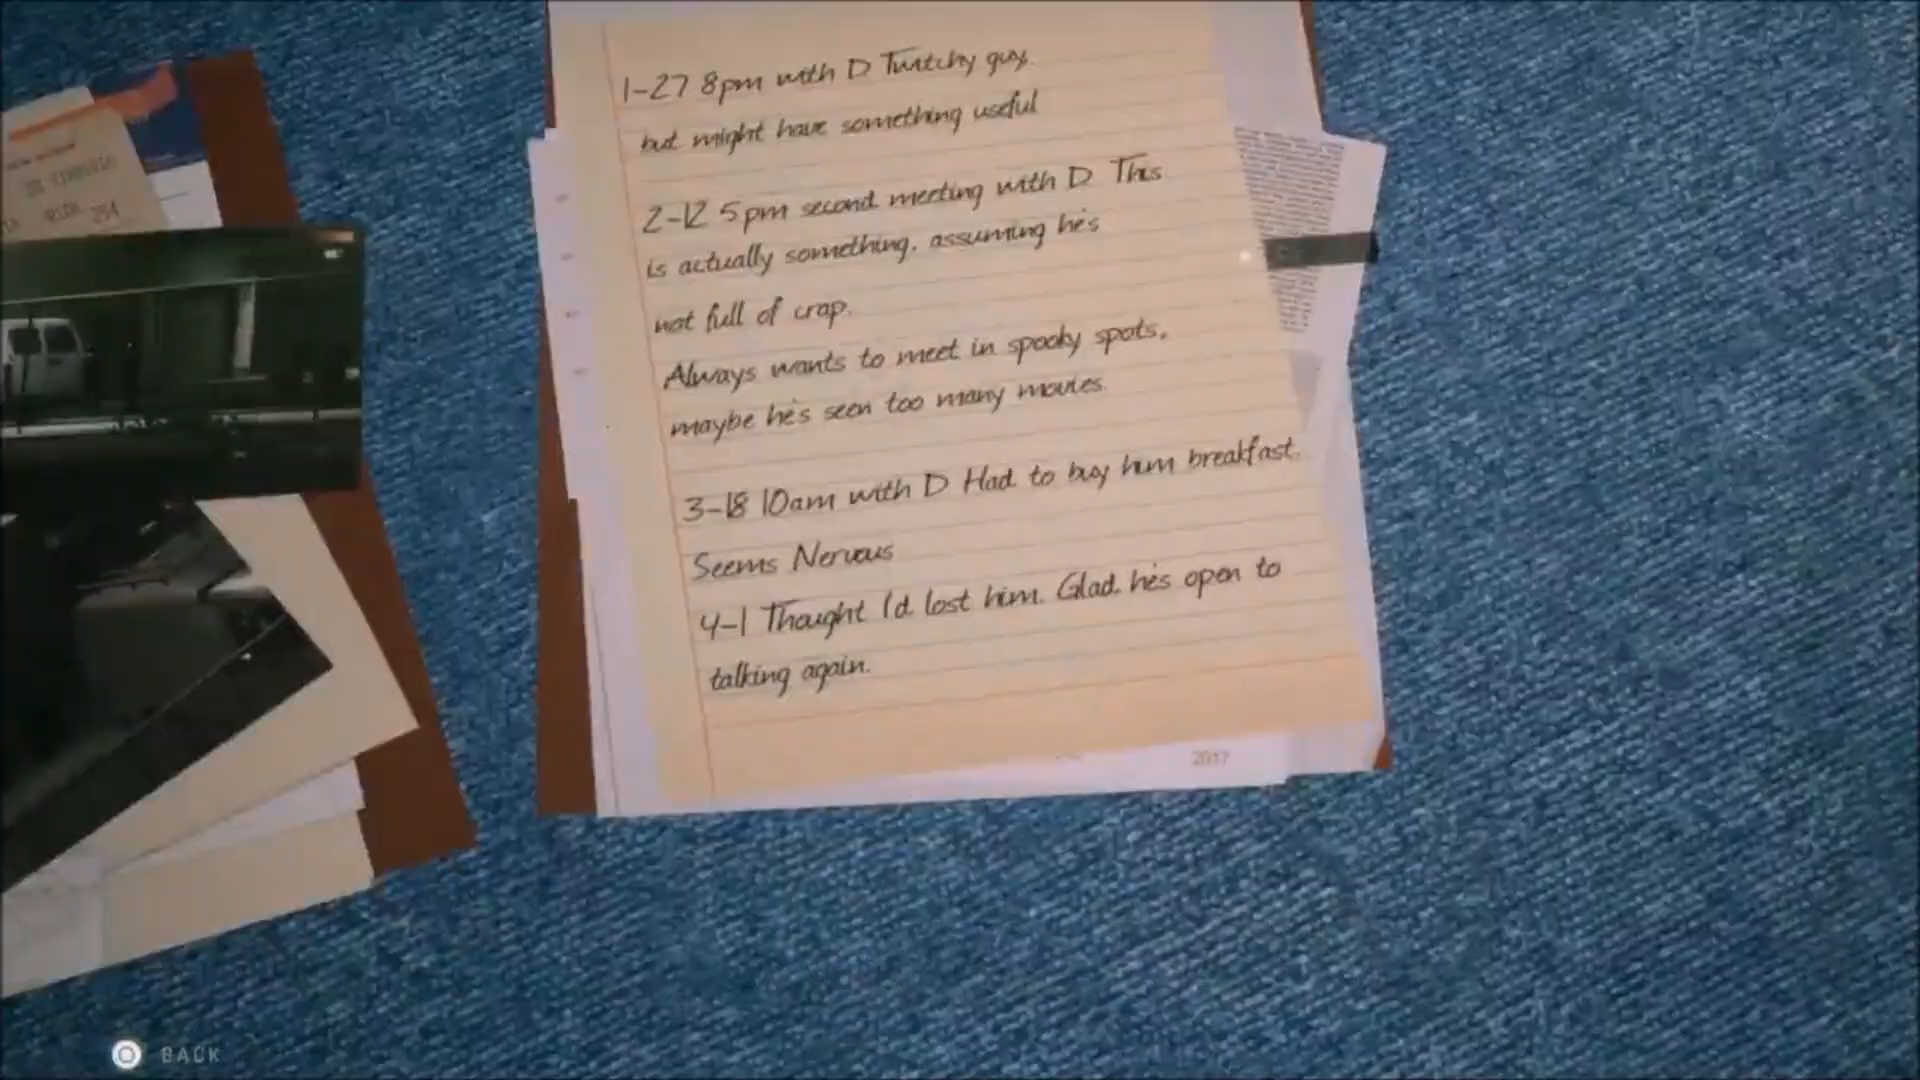 1-27 8pm with D Twitchy guy.
but might have something useful
2-12 5pm second meeting with D This
is actually something, assuming he's
not full of crap.
Always wants to meet in spooky spots,
maybe he's seen too many movies.
3-18 10am with D Had to buy him breakfast.
Seems Nervous
4-1 Thought I'd lost him. Glad he's open to
talking again.
2017
254
BACK